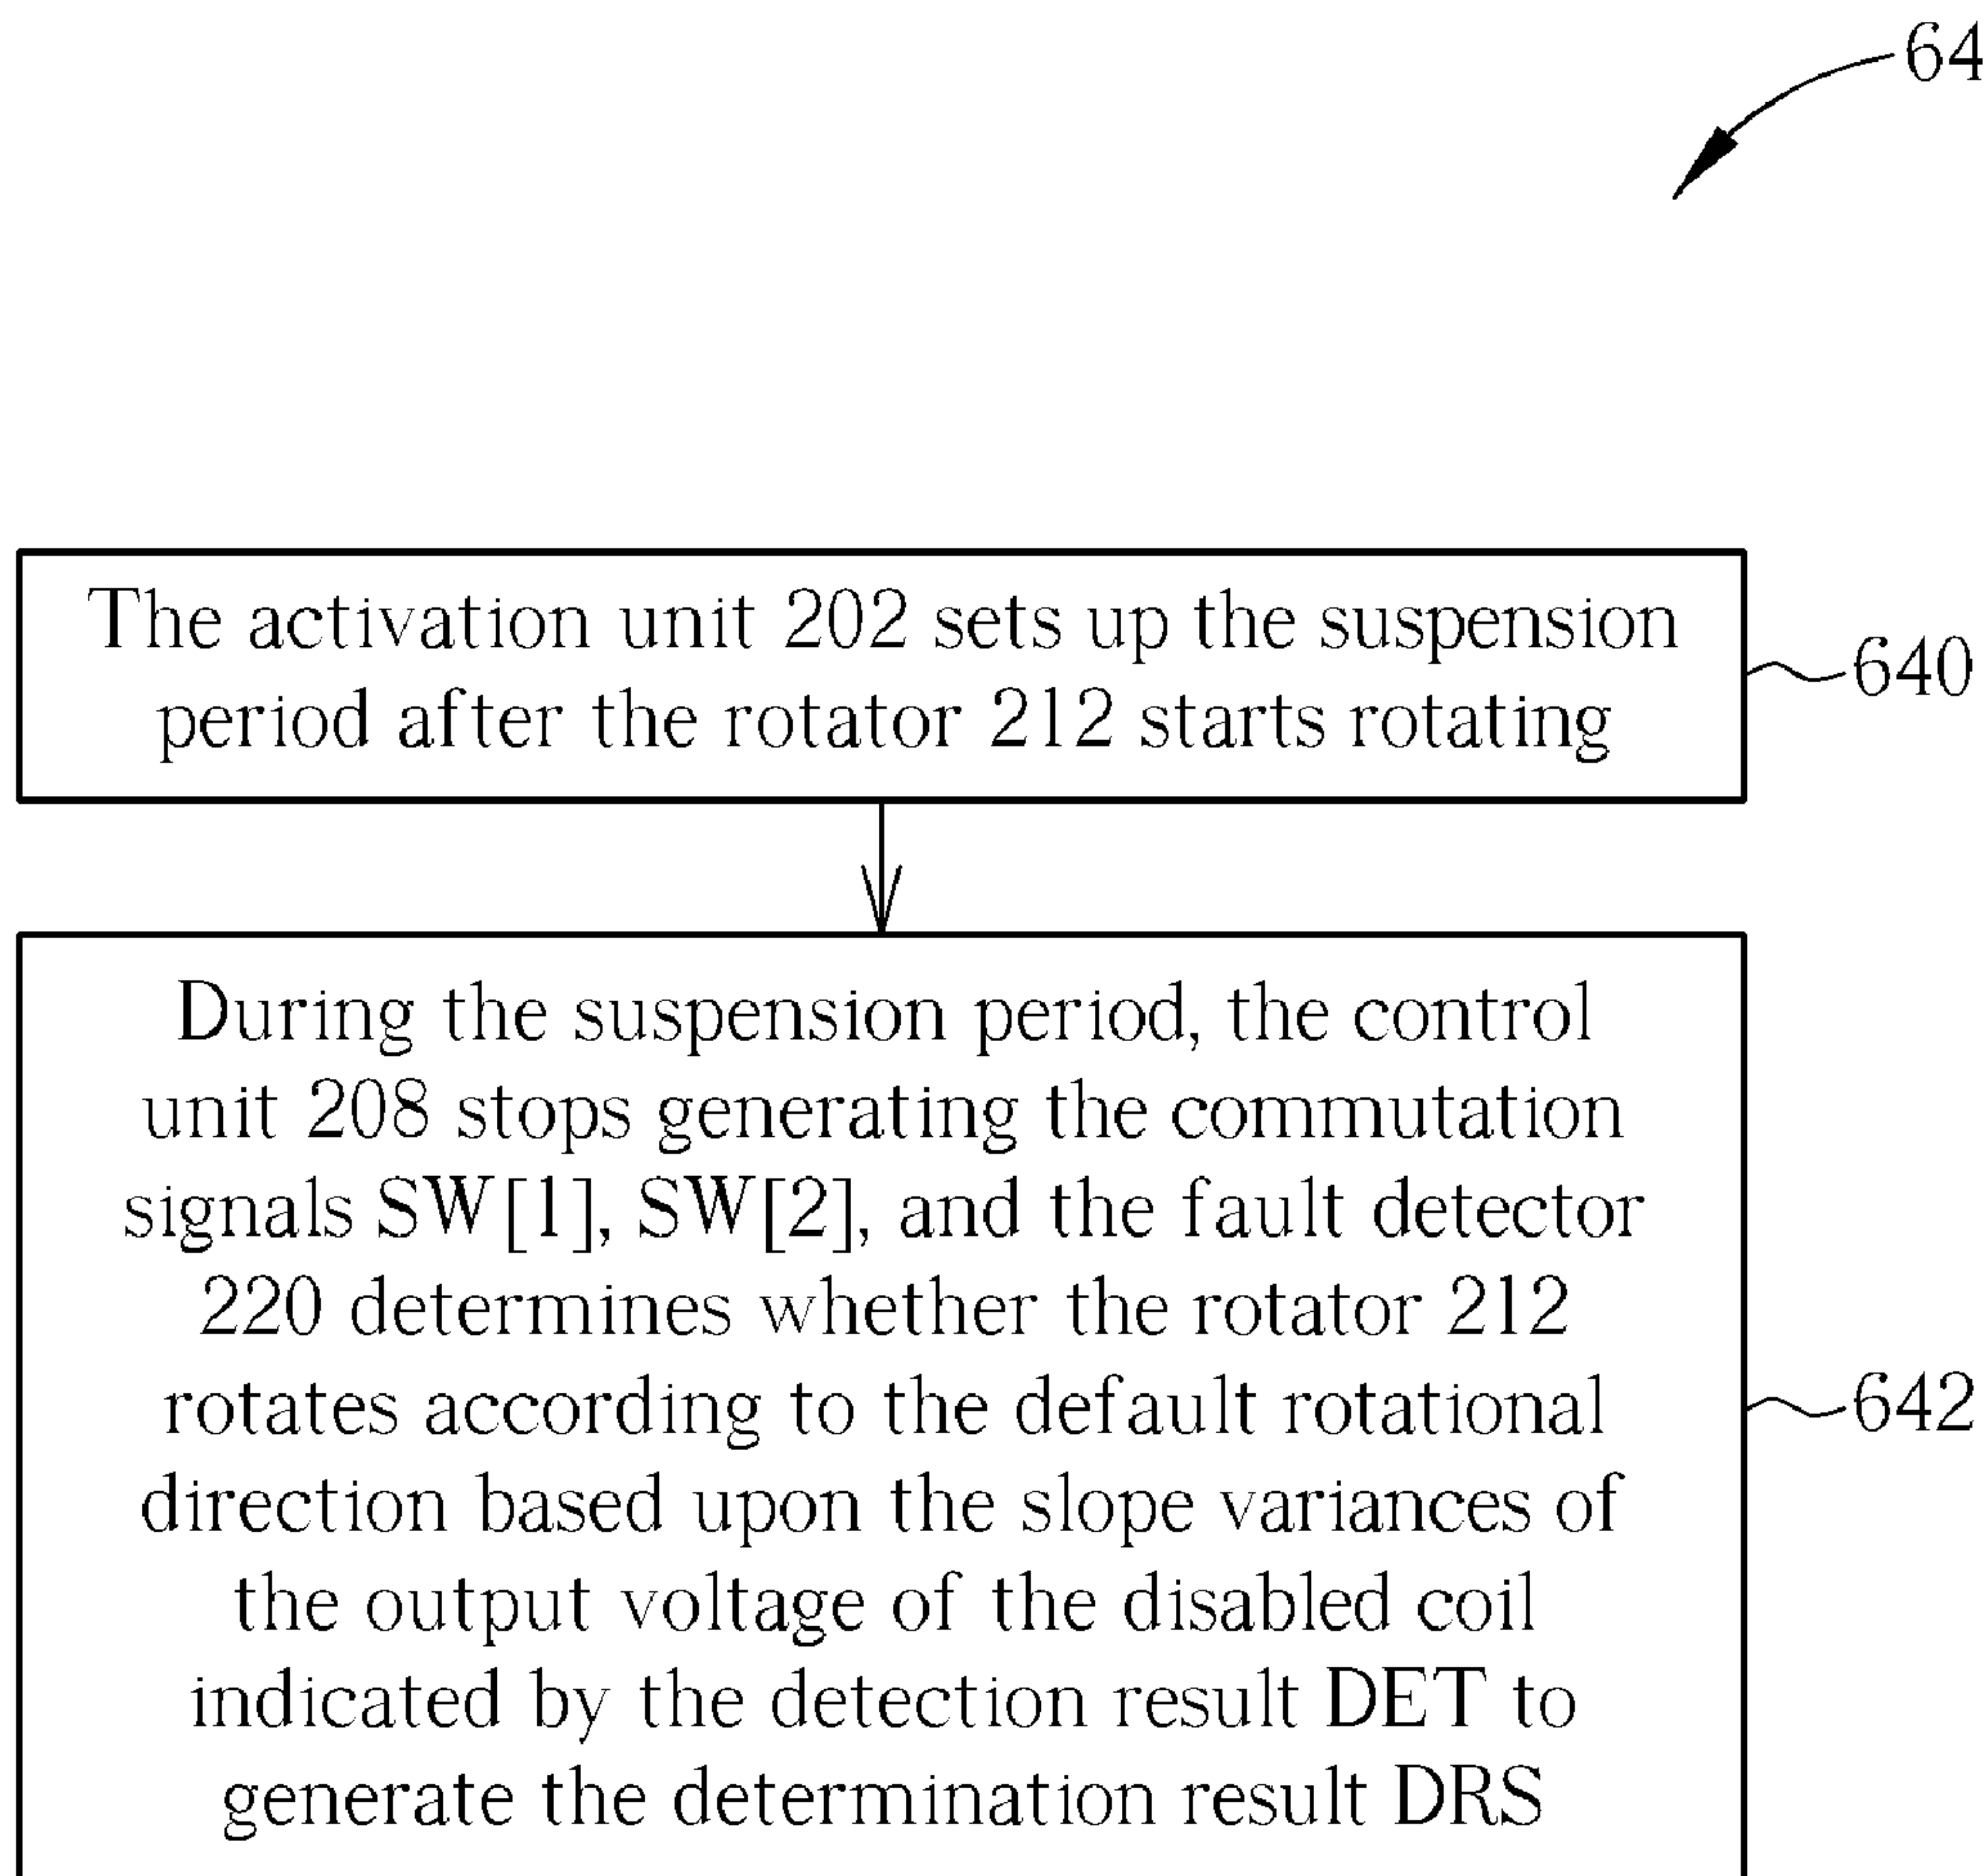 64
The activation unit 202 sets up the suspension
period after the rotator 212 starts rotating
640
During the suspension period, the control
unit 208 stops generating the commutation
signals SW[1], SW[2], and the fault detector
220 determines whether the rotator 212
rotates according to the default rotational
direction based upon the slope variances of
the output voltage of the disabled coil
indicated by the detection result DET to
generate the determination result DRS
642